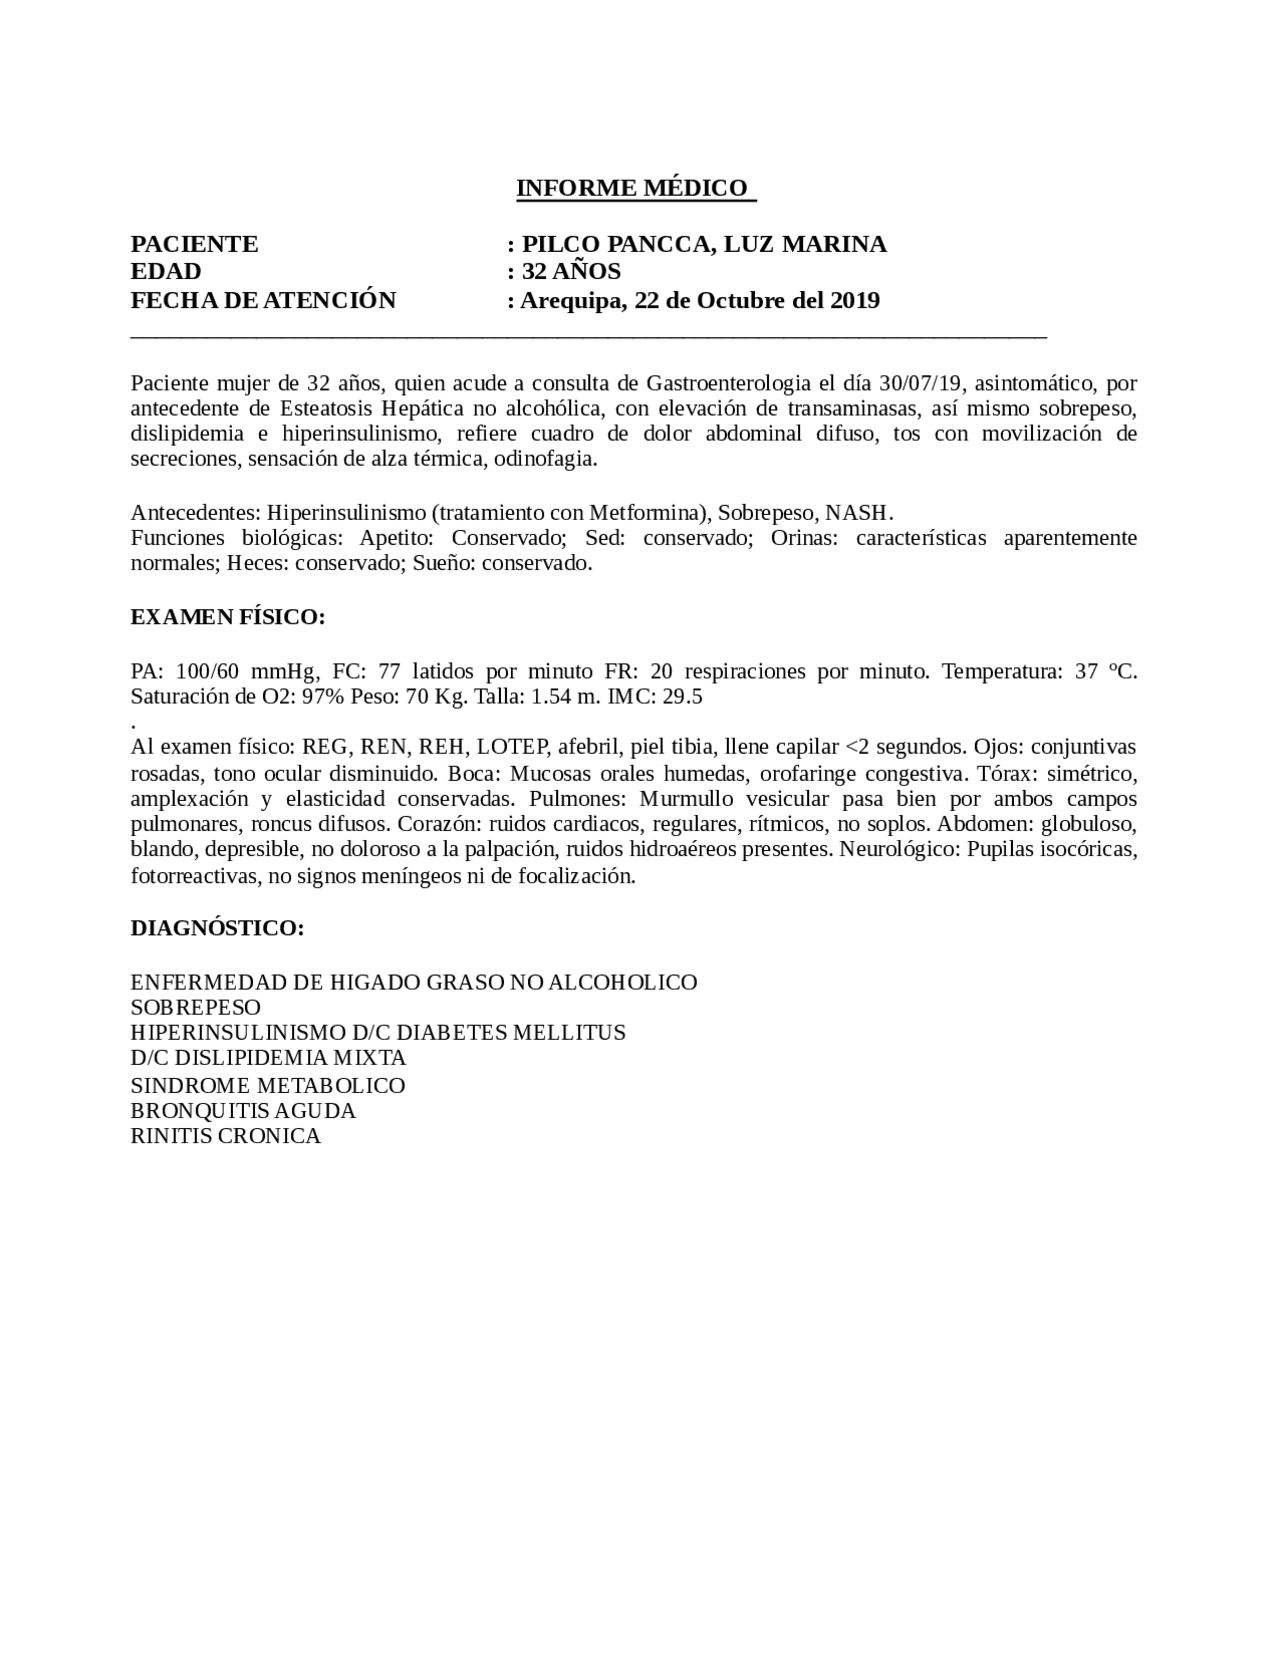 INFORME MÉDICO
PACIENTE : PILCO PANCCA, LUZ MARINA
EDAD : 32 AÑOS
FECHA DE ATENCIÓN : Arequipa, 22 de Octubre del 2019
Paciente mujer de 32 años, quien acude a consulta de Gastroenterologia el día 30/07/19, asintomático, por
antecedente de Esteatosis Hepática no alcohólica, con elevación de transaminasas, así mismo sobrepeso,
dislipidemia e hiperinsulinismo, refiere cuadro de dolor abdominal difuso, tos con movilización de
secreciones, sensación de alza térmica, odinofagia.
Antecedentes: Hiperinsulinismo (tratamiento con Metformina), Sobrepeso, NASH.
Funciones biológicas: Apetito: Conservado; Sed: conservado; Orinas: características aparentemente
normales; Heces: conservado; Sueño: conservado.
EXAMEN FÍSICO:
PA: 100/60 mmHg, FC: 77 latidos por minuto FR: 20 respiraciones por minuto. Temperatura: 37 ºC.
Saturación de O2: 97% Peso: 70 Kg. Talla: 1.54 m. IMC: 29.5
.
Al examen físico: REG, REN, REH, LOTEP, afebril, piel tibia, llene capilar <2 segundos. Ojos: conjuntivas
rosadas, tono ocular disminuido. Boca: Mucosas orales humedas, orofaringe congestiva. Tórax: simétrico,
amplexación y elasticidad conservadas. Pulmones: Murmullo vesicular pasa bien por ambos campos
pulmonares, roncus difusos. Corazón: ruidos cardiacos, regulares, rítmicos, no soplos. Abdomen: globuloso,
blando, depresible, no doloroso a la palpación, ruidos hidroaéreos presentes. Neurológico: Pupilas isocóricas,
fotorreactivas, no signos meníngeos ni de focalización.
DIAGNÓSTICO:
ENFERMEDAD DE HIGADO GRASO NO ALCOHOLICO
SOBREPESO
HIPERINSULINISMO D/C DIABETES MELLITUS
D/C DISLIPIDEMIA MIXTA
SINDROME METABOLICO
BRONQUITIS AGUDA
RINITIS CRONICA